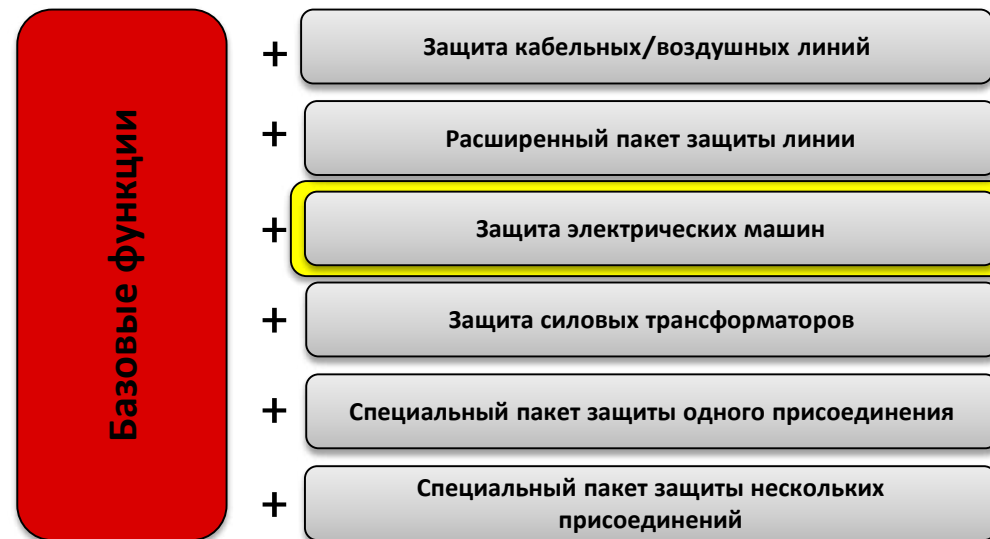 Базовые функции
+ Защита кабельных/воздушных линий
+ Расширенный пакет защиты линии
+ Защита электрических машин
+ Защита силовых трансформаторов
+ Специальный пакет защиты одного присоединения
+ Специальный пакет защиты нескольких
присоединений